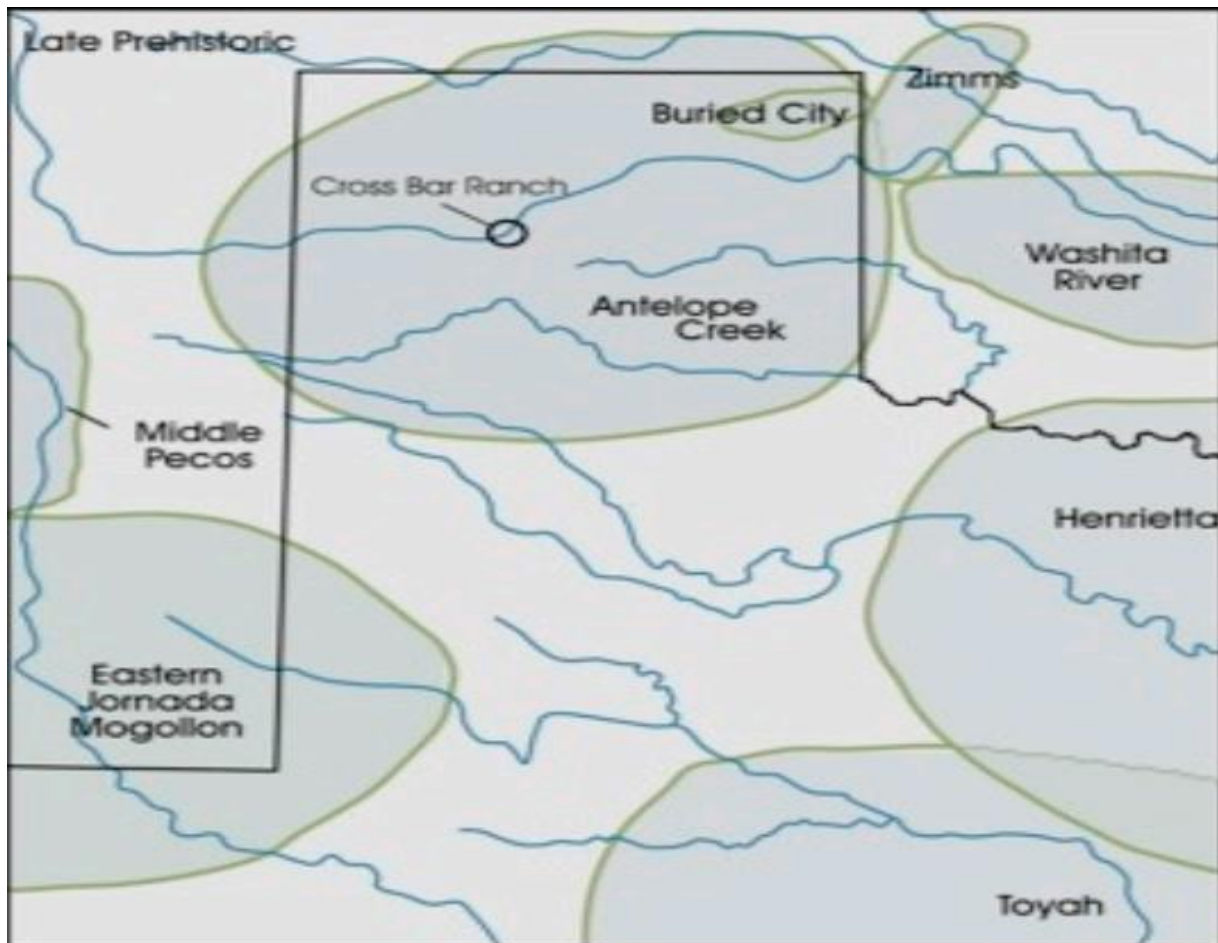 Late Prehistoric
Zimms
Buried City
Cross Bar Ranch
Washita
River
Antelope
Creek
Middle
Pecos
Henrietta
Eastern
Jornada
Mogollon
Toyah